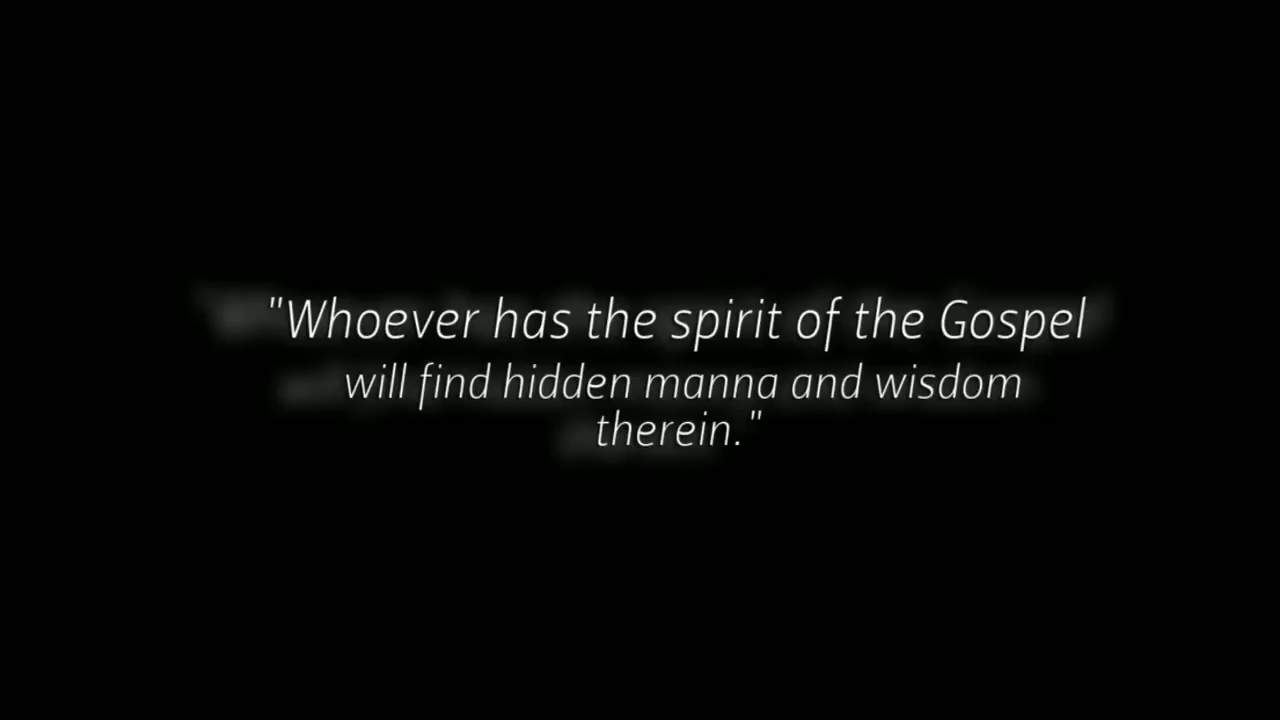 "Whoever has the spirit of the Gospel
will find hidden manna and wisdom
therein."